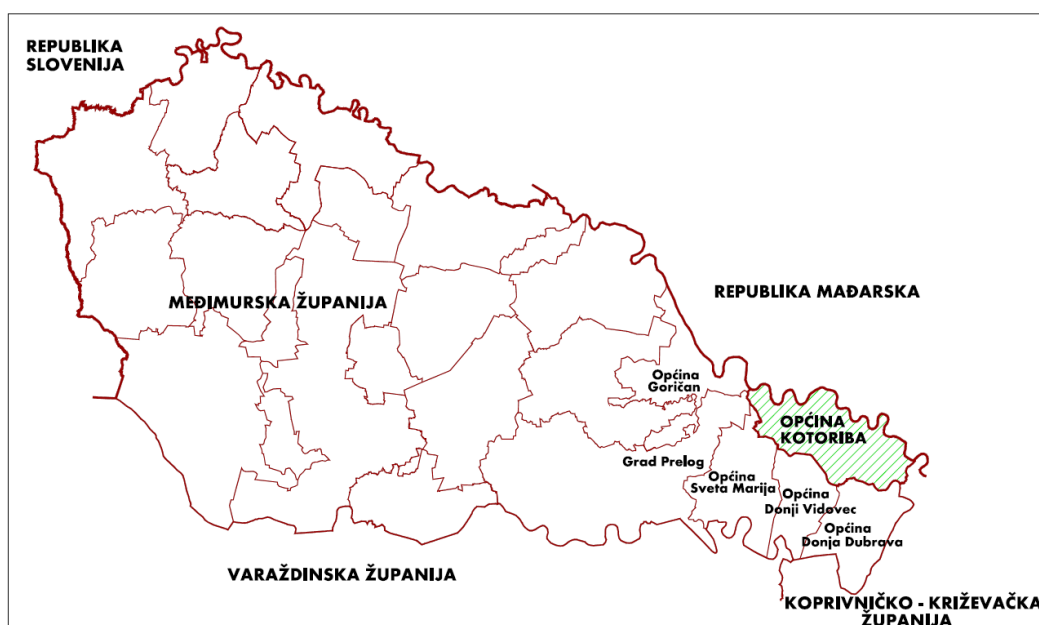 REPUBLIKA
SLOVENIJA
MEĐIMURSKA ŽUPANIJA
REPUBLIKA MAĐARSKA
Općina
Goričan
OPĆINA
KOTORIBA
Grad Prelog
Općina
Sveta Marija
Općina
Donji Vidovec
Općina
Donja Dubrava
VARAŽDINSKA ŽUPANIJA
KOPRIVNIČKO - KRIŽEVAČKA
ŽUPANIJA